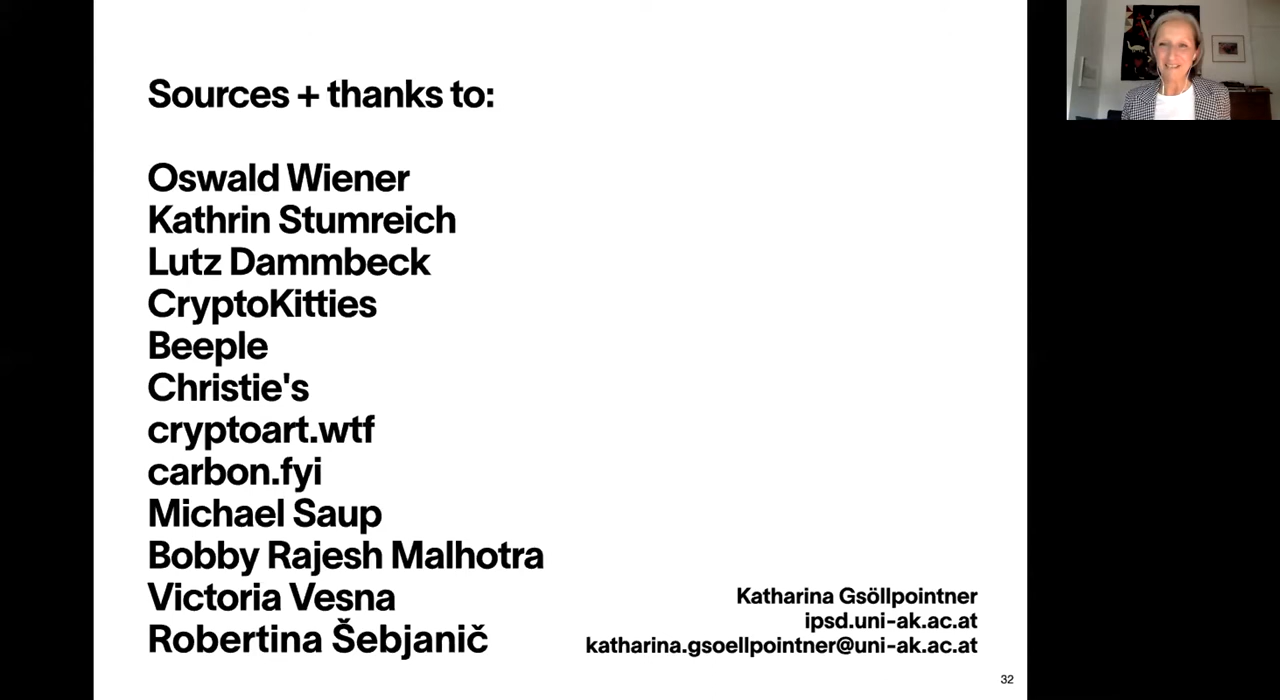 Sources + thanks to:
Oswald Wiener
Kathrin Stumreich
Lutz Dammbeck
CryptoKitties
Beeple
Christie's
cryptoart.wtf
carbon.fyi
Michael Saup
Bobby Rajesh Malhotra
Victoria Vesna
Robertina Šebjanič
Katharina Gsöllpointner
ipsd.uni-ak.ac.at
katharina.gsoellpointner@uni-ak.ac.at
32